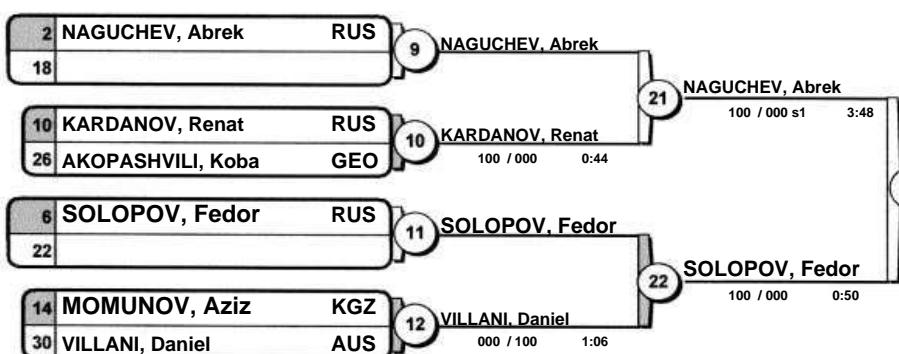 2 NAGUCHEV, Abrek RUS
18
9 NAGUCHEV, Abrek
21 NAGUCHEV, Abrek
100 / 000 s1 3:48
10 KARDANOV, Renat RUS
26 AKOPASHVILI, Koba GEO
10 KARDANOV, Renat
100 / 000 0:44
6 SOLOPOV, Fedor RUS
22
11 SOLOPOV, Fedor
22 SOLOPOV, Fedor
100 / 000 0:50
14 MOMUNOV, Aziz KGZ
30 VILLANI, Daniel AUS
12 VILLANI, Daniel
000 / 100 1:06